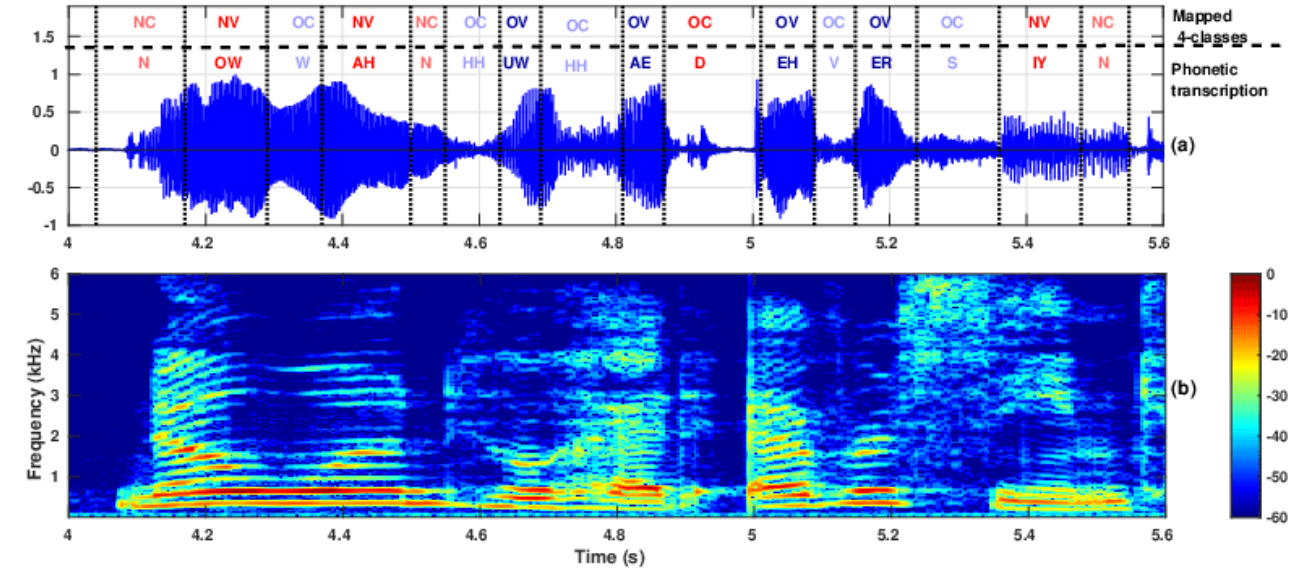 NC NV OC NV NC OC OV OC OV OC OV OC OV OC NV NC Mapped
4-classes
1.5
N OW W AH N HH UW HH AE D EH V ER S IY N Phonetic
transcription
1
0.5
0
-0.5
-1
(a)
4 4.2 4.4 4.6 4.8 5 5.2 5.4 5.6
6
5
4
3
2
1
Frequency (kHz)
(b)
0
-10
-20
-30
-40
-50
-60
4 4.2 4.4 4.6 4.8 5 5.2 5.4 5.6
Time (s)